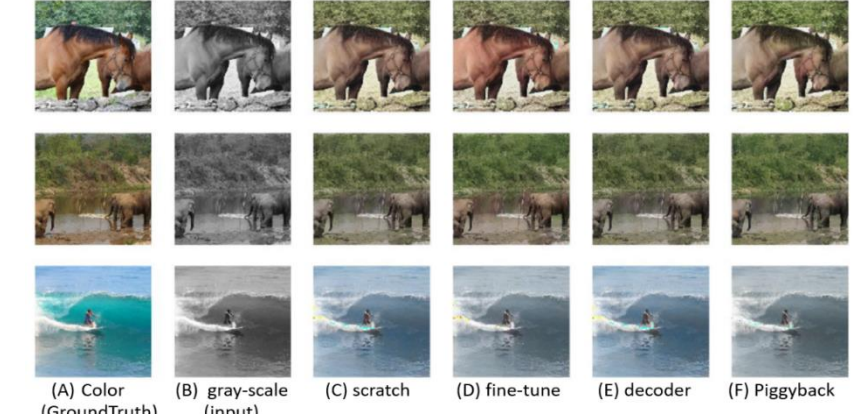 (A) Color (B) gray-scale (C) scratch (D) fine-tune (E) decoder (F) Piggyback
(GroundTruth) (input)